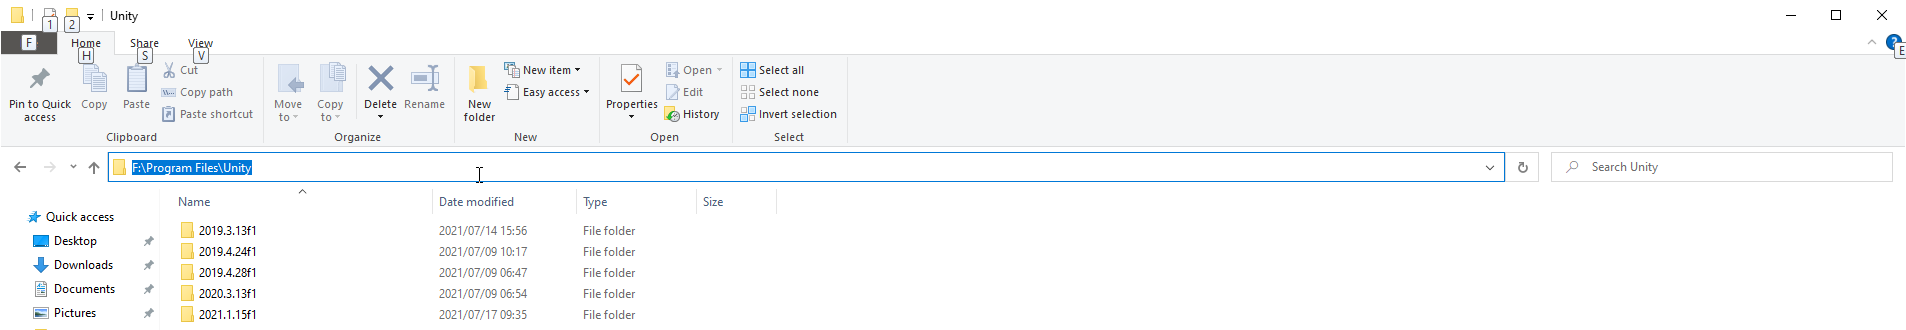 1 2 Unity
F Home Share View
H S V E
Pin to Quick access
Copy
Paste
Cut
Copy path
Paste shortcut
Clipboard
Move to
Copy to
Delete
Rename
Organize
New folder
New item
Easy access
New
Properties
Open
Edit
History
Open
Select all
Select none
Invert selection
Select
F:\Program Files\Unity
Search Unity
Name Date modified Type Size
Quick access
Desktop
Downloads
Documents
Pictures
2019.3.13f1 2021/07/14 15:56 File folder
2019.4.24f1 2021/07/09 10:17 File folder
2019.4.28f1 2021/07/09 06:47 File folder
2020.3.13f1 2021/07/09 06:54 File folder
2021.1.15f1 2021/07/17 09:35 File folder